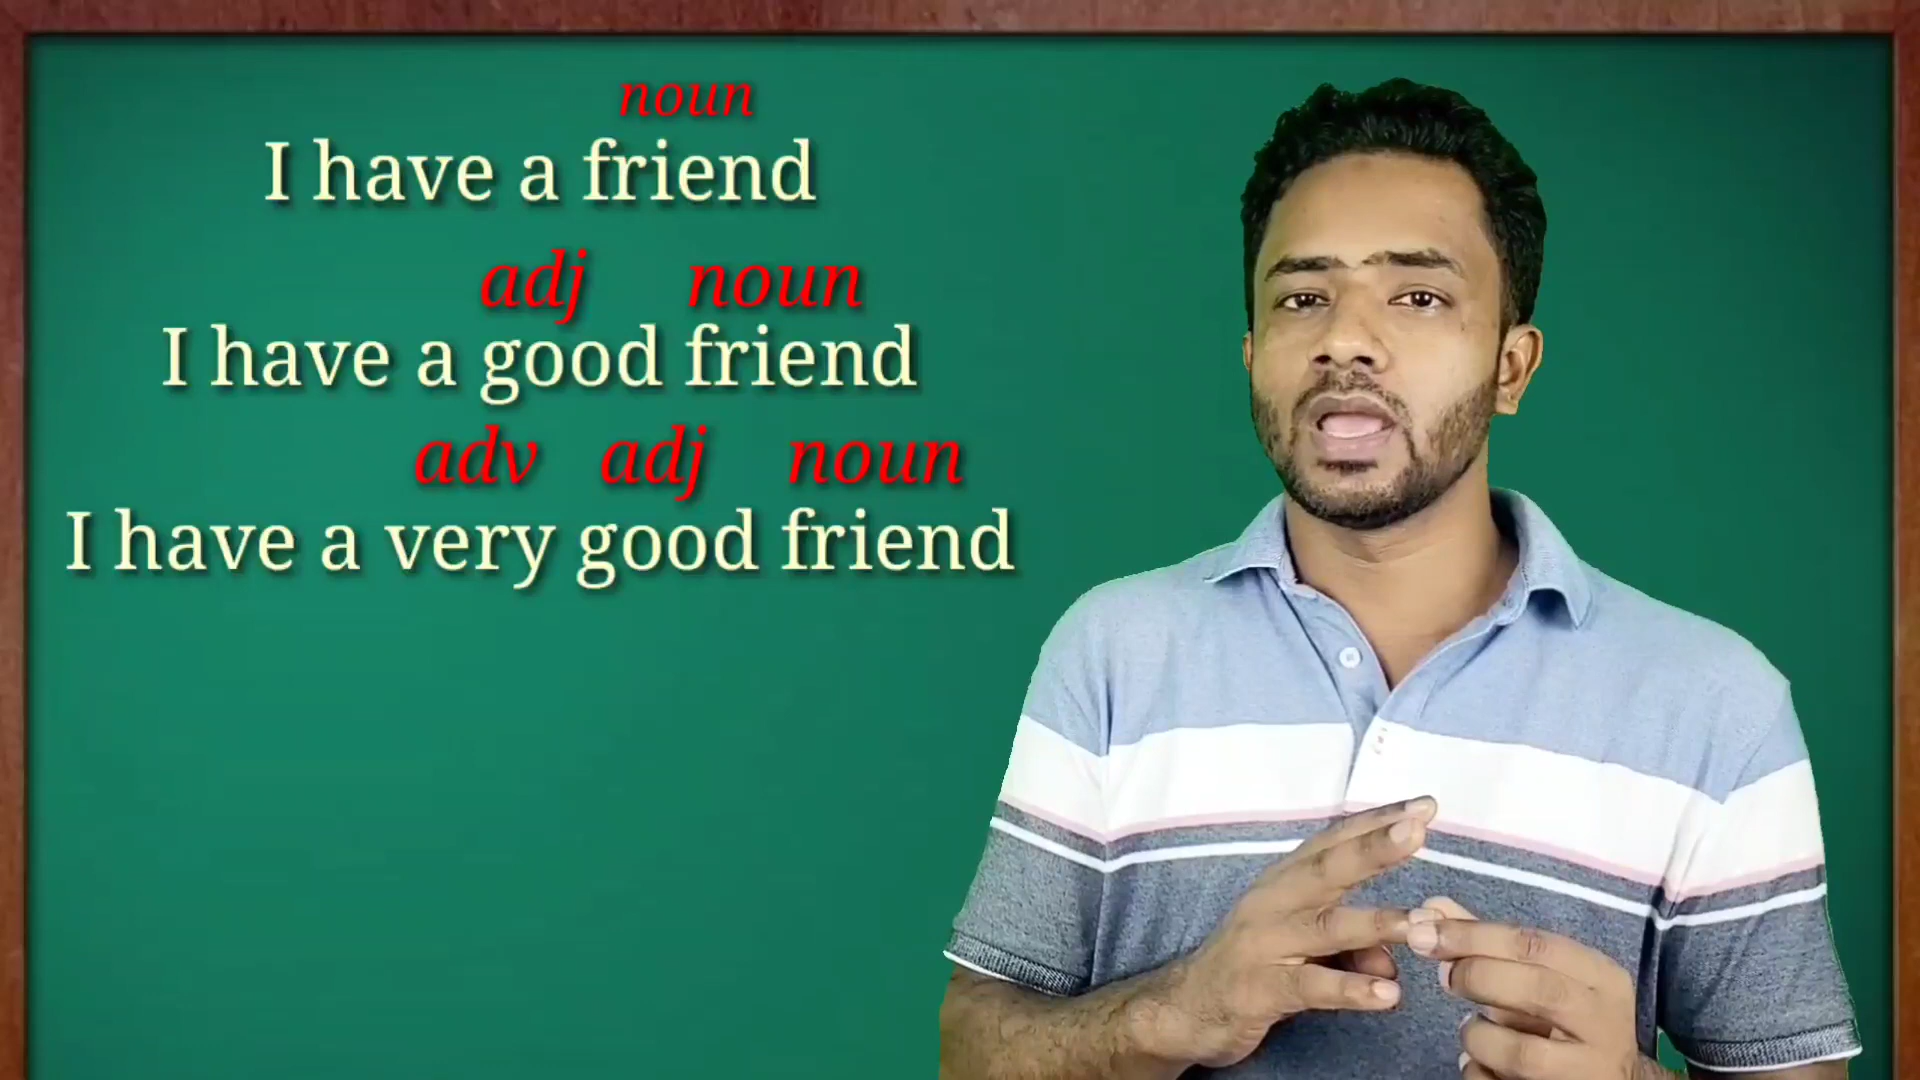 noun
I have a friend
adj noun
I have a good friend
adv adj noun
I have a very good friend